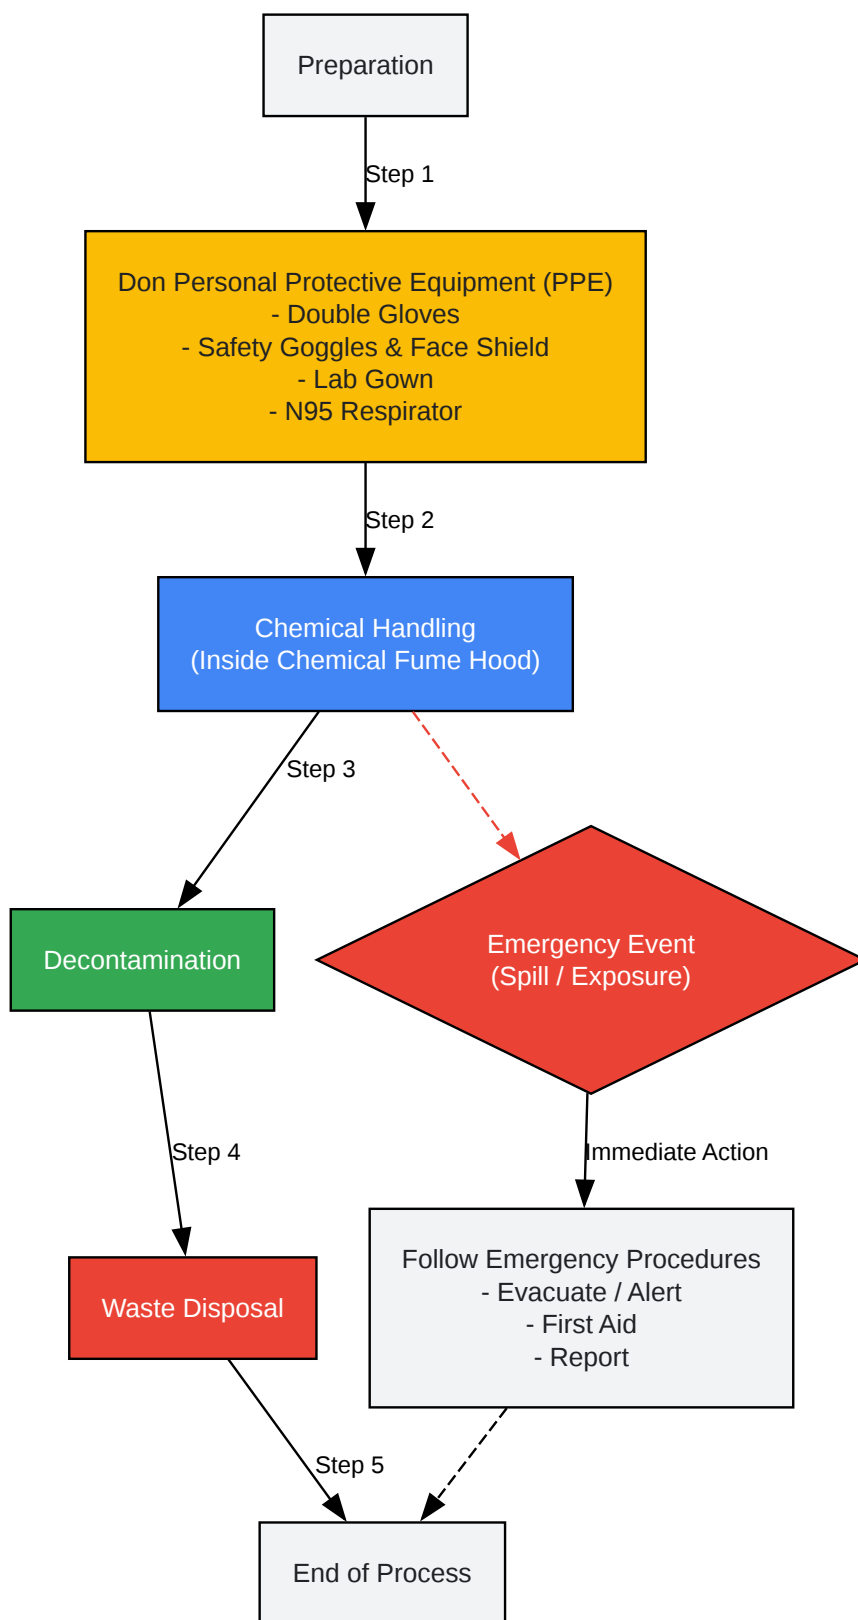 Preparation
Step 1
Don Personal Protective Equipment (PPE)
- Double Gloves
- Safety Goggles & Face Shield
- Lab Gown
- N95 Respirator
Step 2
Chemical Handling
(Inside Chemical Fume Hood)
Step 3
Decontamination
Emergency Event
(Spill / Exposure)
Step 4
Immediate Action
Waste Disposal
Follow Emergency Procedures
- Evacuate / Alert
- First Aid
- Report
Step 5
End of Process